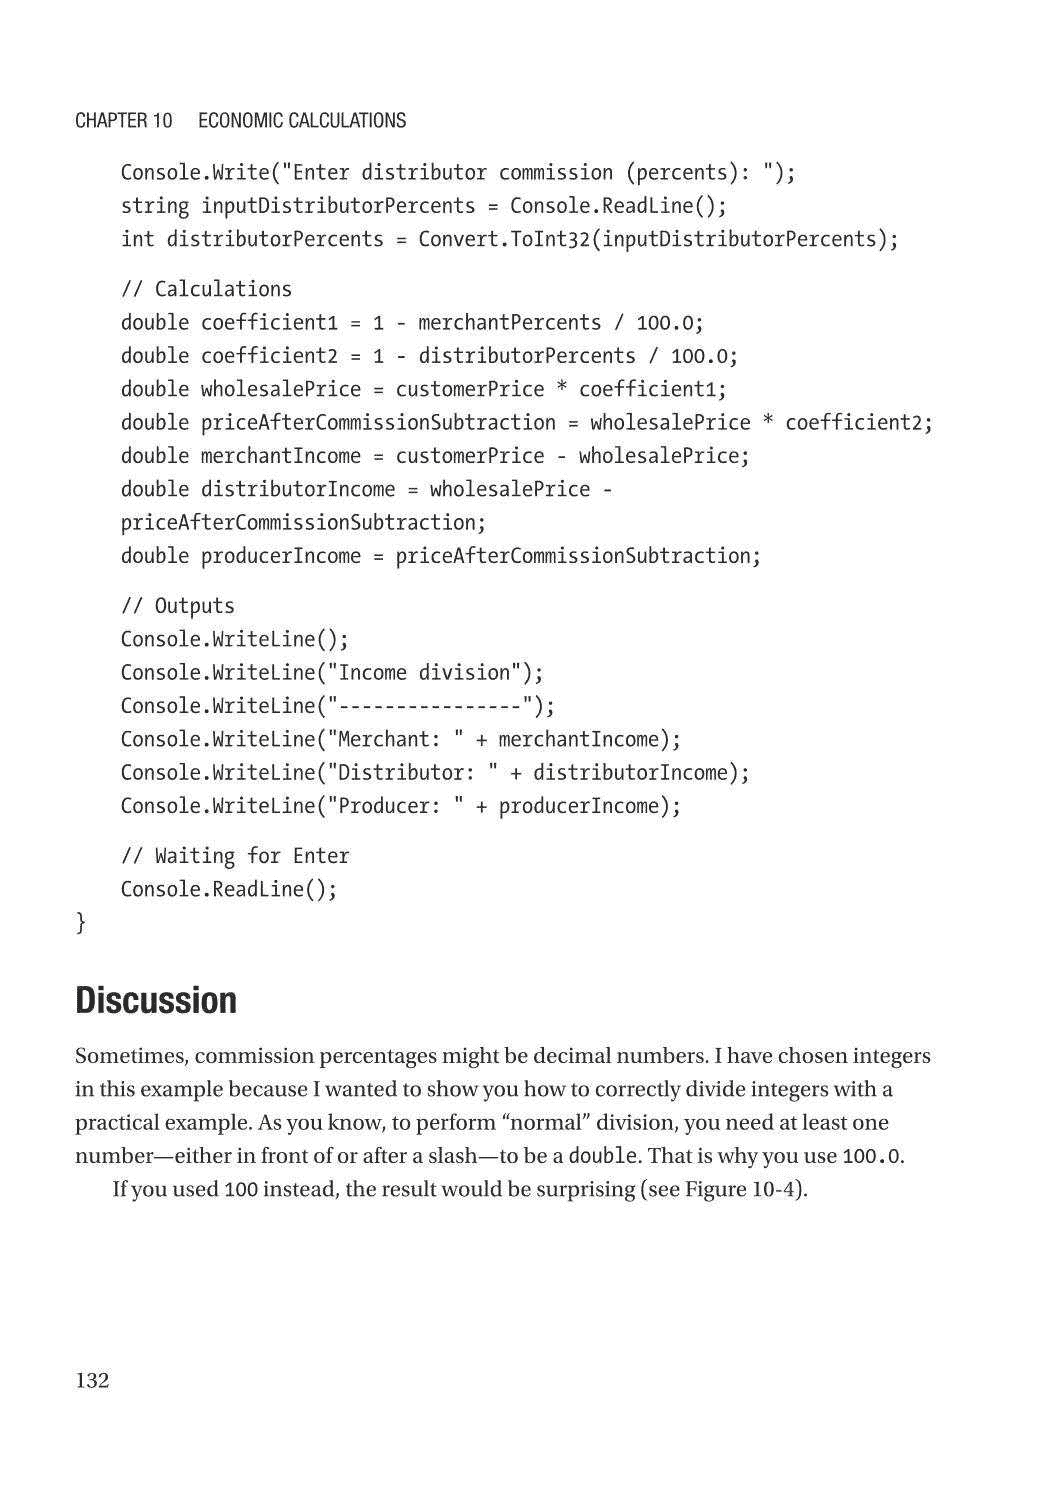 CHAPTER 10 ECONOMIC CALCULATIONS
Console.Write("Enter distributor commission (percents): ");
string inputDistributorPercents = Console.ReadLine();
int distributorPercents = Convert.ToInt32(inputDistributorPercents);
// Calculations
double coefficient1 = 1 - merchantPercents / 100.0;
double coefficient2 = 1 - distributorPercents / 100.0;
double wholesalePrice = customerPrice * coefficient1;
double priceAfterCommissionSubtraction = wholesalePrice * coefficient2;
double merchantIncome = customerPrice - wholesalePrice;
double distributorIncome = wholesalePrice -
priceAfterCommissionSubtraction;
double producerIncome = priceAfterCommissionSubtraction;
// Outputs
Console.WriteLine();
Console.WriteLine("Income division");
Console.WriteLine("----------------");
Console.WriteLine("Merchant: " + merchantIncome);
Console.WriteLine("Distributor: " + distributorIncome);
Console.WriteLine("Producer: " + producerIncome);
// Waiting for Enter
Console.ReadLine();
}
Discussion
Sometimes, commission percentages might be decimal numbers. I have chosen integers
in this example because I wanted to show you how to correctly divide integers with a
practical example. As you know, to perform “normal” division, you need at least one
number—either in front of or after a slash—to be a double. That is why you use 100.0.
If you used 100 instead, the result would be surprising (see Figure 10-4).
132